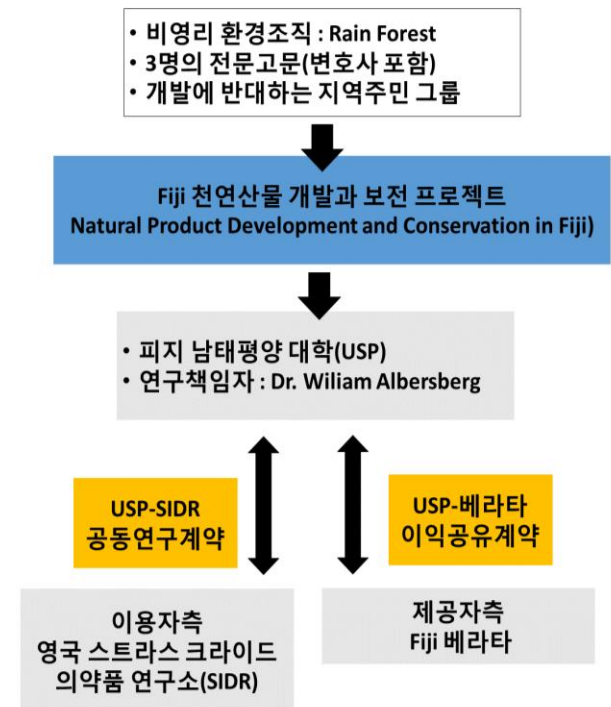 • 비영리 환경조직 : Rain Forest
• 3명의 전문고문(변호사 포함)
• 개발에 반대하는 지역주민 그룹
Fiji 천연산물 개발과 보전 프로젝트
Natural Product Development and Conservation in Fiji)
• 피지 남태평양 대학(USP)
• 연구책임자 : Dr. Wiliam Albersberg
USP-SIDR
공동연구계약
USP-베라타
이익공유계약
이용자측
영국 스트라스 크라이드
의약품 연구소(SIDR)
제공자측
Fiji 베라타